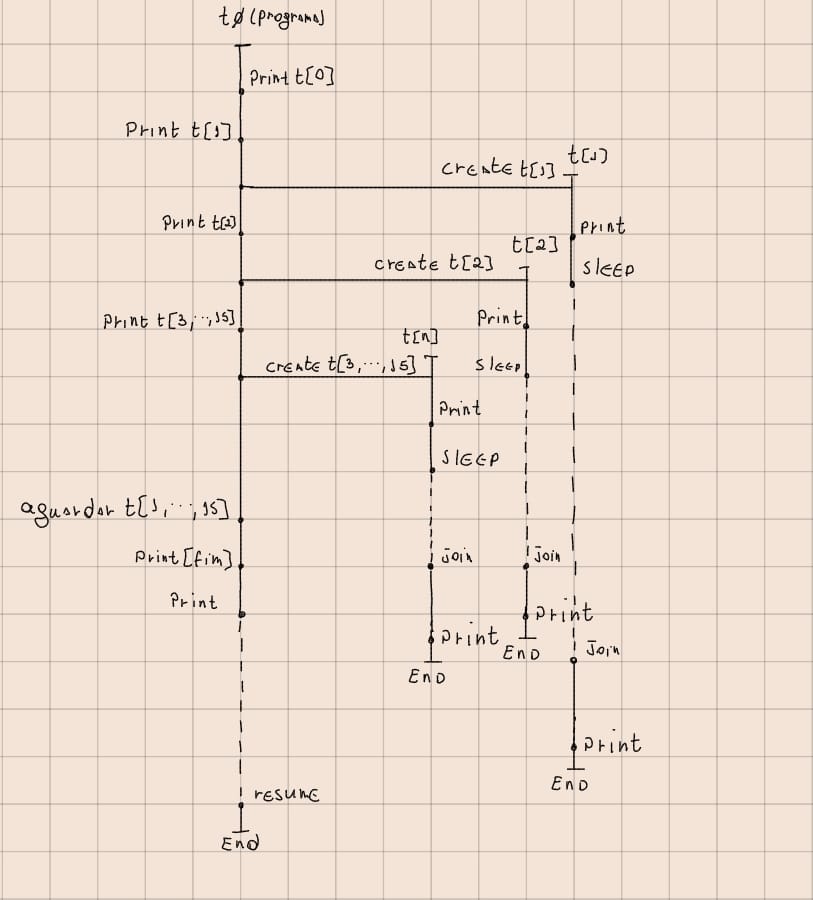 tø (programa)
Print t[0]
Print t[1]
create t[1]
t[1]
Print t[2]
Print
t[2]
create t[2]
SlEEP
Print t[3,...,15]
Print
t[n]
create t[3,...,15]
SlEEP
Print
SlEEP
aguardar t[1,...,15]
Print [fim]
Join
Join
Print
Print
Print
Join
End
End
Print
End
resume
End